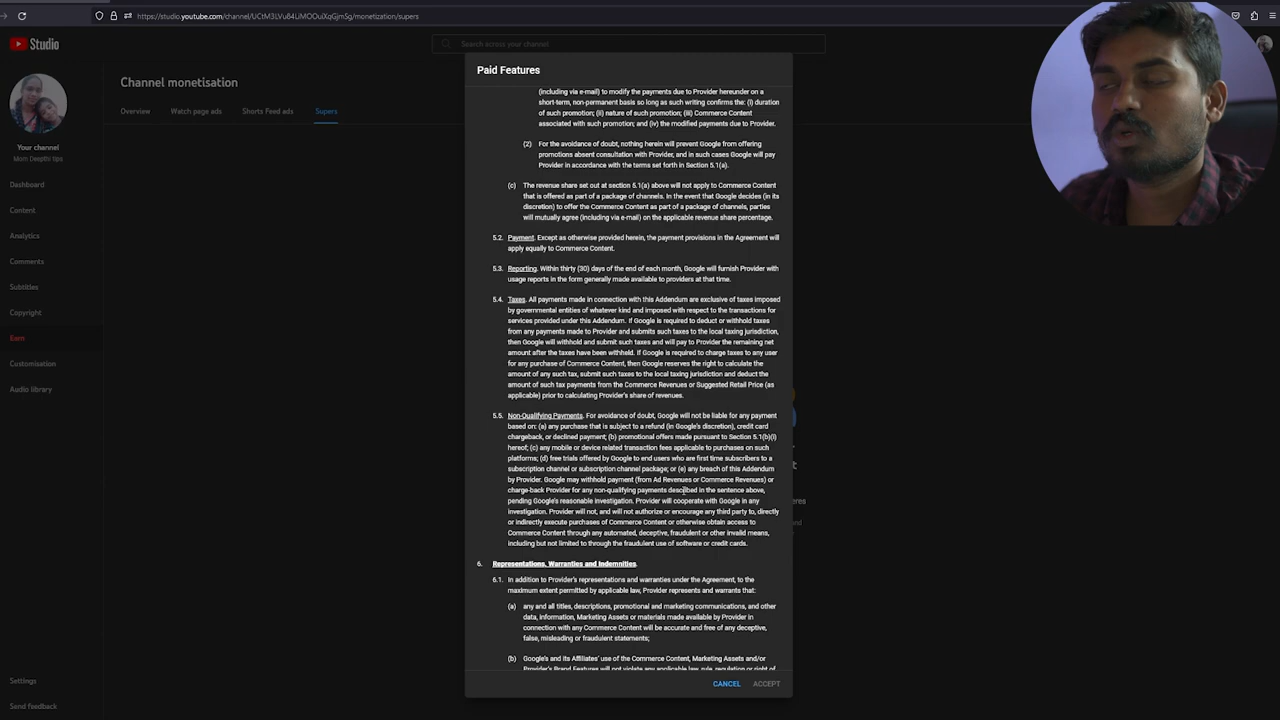 https://studio.youtube.com/channel/UCtM3LVu84LlMOOuiXqGjmSg/monetization/supers
Studio
Search across your channel
Your channel
Mom Deepthi tips
Dashboard
Content
Analytics
Comments
Subtitles
Copyright
Earn
Customisation
Audio library
Settings
Send feedback
Channel monetisation
Overview
Watch page ads
Shorts Feed ads
Supers
Paid Features
(including via e-mail) to modify the payments due to Provider hereunder on a
short-term, non-permanent basis so long as such writing confirms the: (i) duration
of such promotion; (ii) nature of such promotion; (iii) Commerce Content
associated with such promotion; and (iv) the modified payments due to Provider.
(2) For the avoidance of doubt, nothing herein will prevent Google from offering
promotions absent consultation with Provider, and in such cases Google will pay
Provider in accordance with the terms set forth in Section 5.1(a).
(c) The revenue share set out at section 5.1(a) above will not apply to Commerce Content
that is offered as part of a package of channels. In the event that Google decides (in its
discretion) to offer the Commerce Content as part of a package of channels, parties
will mutually agree (including via e-mail) on the applicable revenue share percentage.
5.2. Payment. Except as otherwise provided herein, the payment provisions in the Agreement will
apply equally to Commerce Content.
5.3. Reporting. Within thirty (30) days of the end of each month, Google will furnish Provider with
usage reports in the form generally made available to providers at that time.
5.4. Taxes. All payments made in connection with this Addendum are exclusive of taxes imposed
by governmental entities of whatever kind and imposed with respect to the transactions for
services provided under this Addendum. If Google is required to deduct or withhold taxes
from any payments made to Provider and submits such taxes to the local taxing jurisdiction,
then Google will withhold and submit such taxes and will pay to Provider the remaining net
amount after the taxes have been withheld. If Google is required to charge taxes to any user
for any purchase of Commerce Content, then Google reserves the right to calculate the
amount of any such tax, submit such taxes to the local taxing jurisdiction and deduct the
amount of such tax payments from the Commerce Revenues or Suggested Retail Price (as
applicable) prior to calculating Provider's share of revenues.
5.5. Non-Qualifying Payments. For avoidance of doubt, Google will not be liable for any payment
based on: (a) any purchase that is subject to a refund (in Google's discretion), credit card
chargeback, or declined payment; (b) promotional offers made pursuant to Section 5.1(b)(i)
hereof; (c) any mobile or device related transaction fees applicable to purchases on such
platforms; (d) free trials offered by Google to end users who are first time subscribers to a
subscription channel or subscription channel package; or (e) any breach of this Addendum
by Provider. Google may withhold payment (from Ad Revenues or Commerce Revenues) or
charge-back Provider for any non-qualifying payments described in the sentence above,
pending Google's reasonable investigation. Provider will cooperate with Google in any
investigation. Provider will not, and will not authorize or encourage any third party to, directly
or indirectly execute purchases of Commerce Content or otherwise obtain access to
Commerce Content through any automated, deceptive, fraudulent or other invalid means,
including but not limited to through the fraudulent use of software or credit cards.
6. Representations, Warranties and Indemnities.
6.1. In addition to Provider's representations and warranties under the Agreement, to the
maximum extent permitted by applicable law, Provider represents and warrants that:
(a) any and all titles, descriptions, promotional and marketing communications, and other
data, information, Marketing Assets or materials made available by Provider in
connection with any Commerce Content will be accurate and free of any deceptive,
false, misleading or fraudulent statements;
(b) Google's and its Affiliates' use of the Commerce Content, Marketing Assets and/or
Provider's Brand Features will not violate any applicable law, rule, regulation or right of
CANCEL
ACCEPT